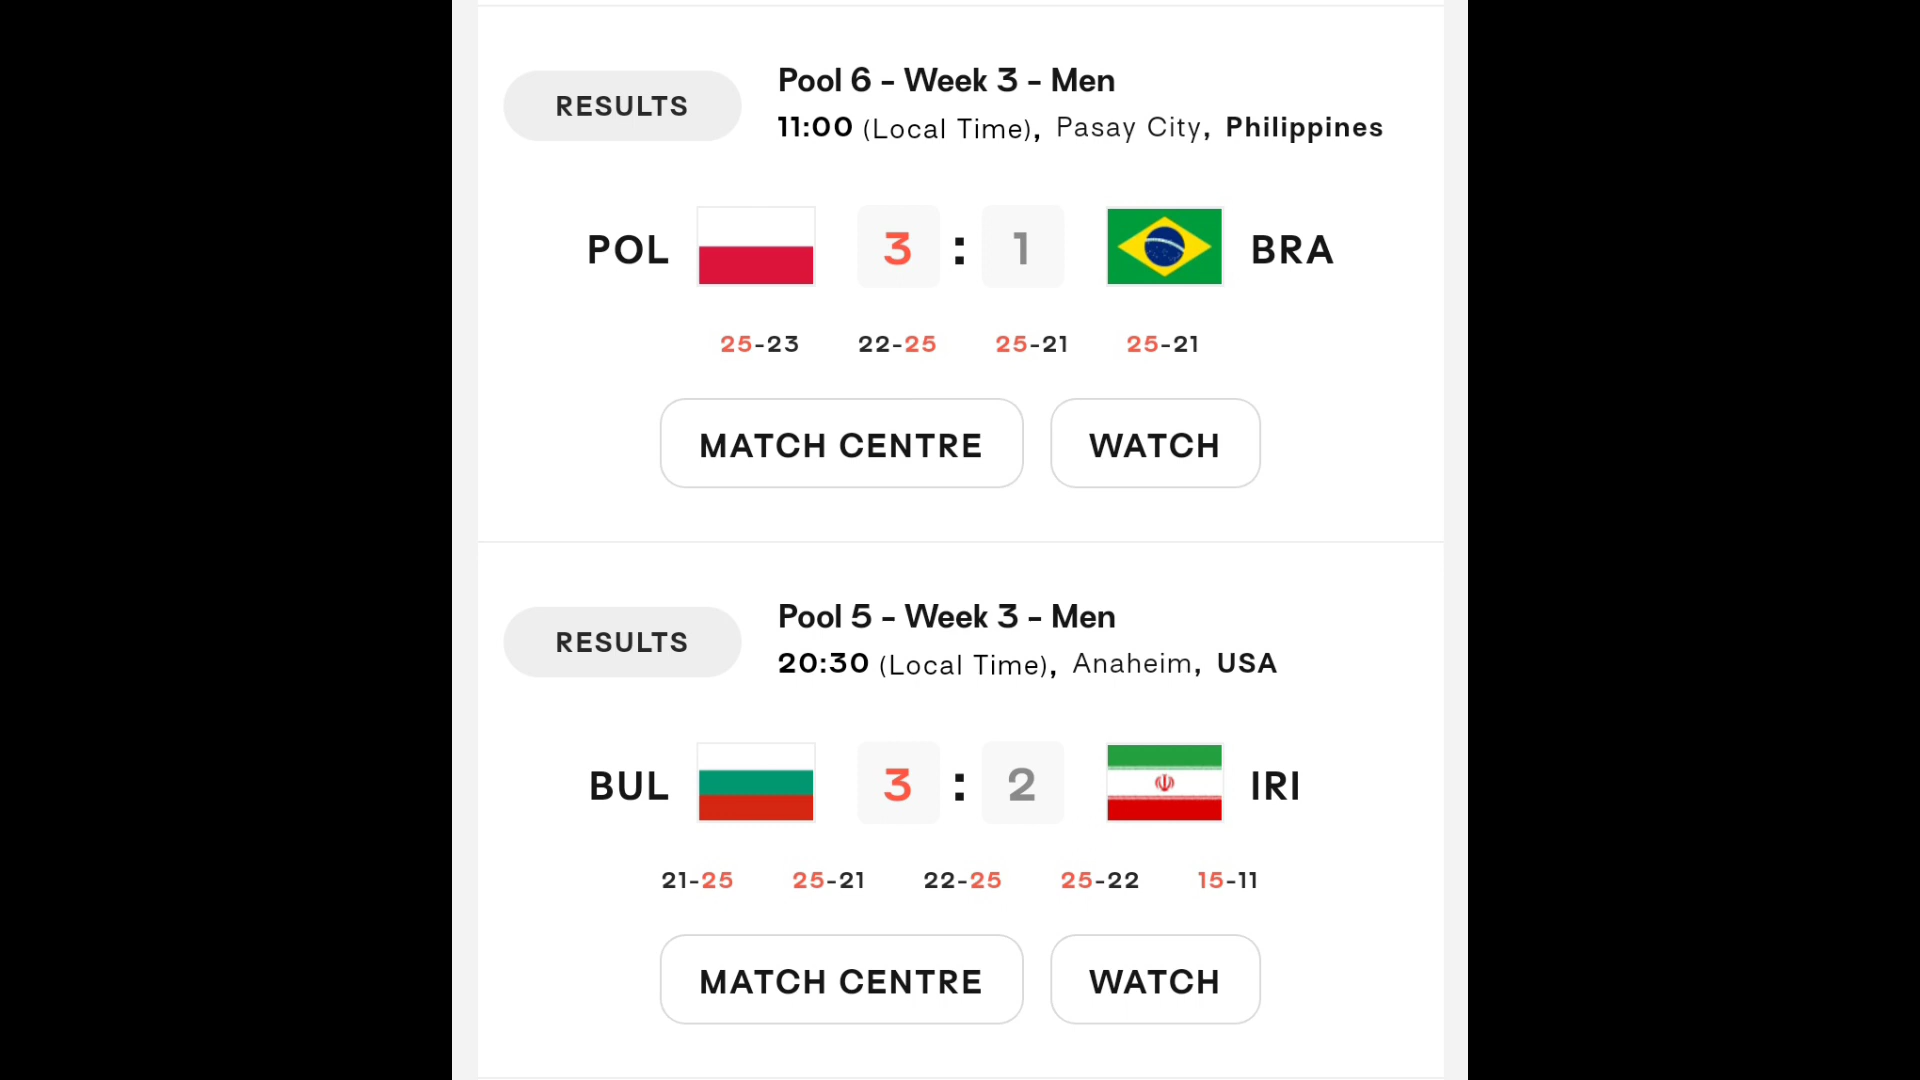 RESULTS
Pool 6 - Week 3 - Men
11:00 (Local Time), Pasay City, Philippines
POL 3 : 1 BRA
25-23 22-25 25-21 25-21
MATCH CENTRE WATCH
RESULTS
Pool 5 - Week 3 - Men
20:30 (Local Time), Anaheim, USA
BUL 3 : 2 IRI
21-25 25-21 22-25 25-22 15-11
MATCH CENTRE WATCH